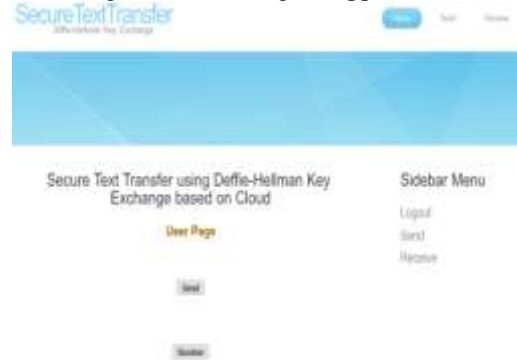 SecureTextTransfer
Send
Secure Text Transfer using Deffie-Hellman Key
Exchange based on Cloud
User Page
Send
Sidebar Menu
Logout
Send
Receive